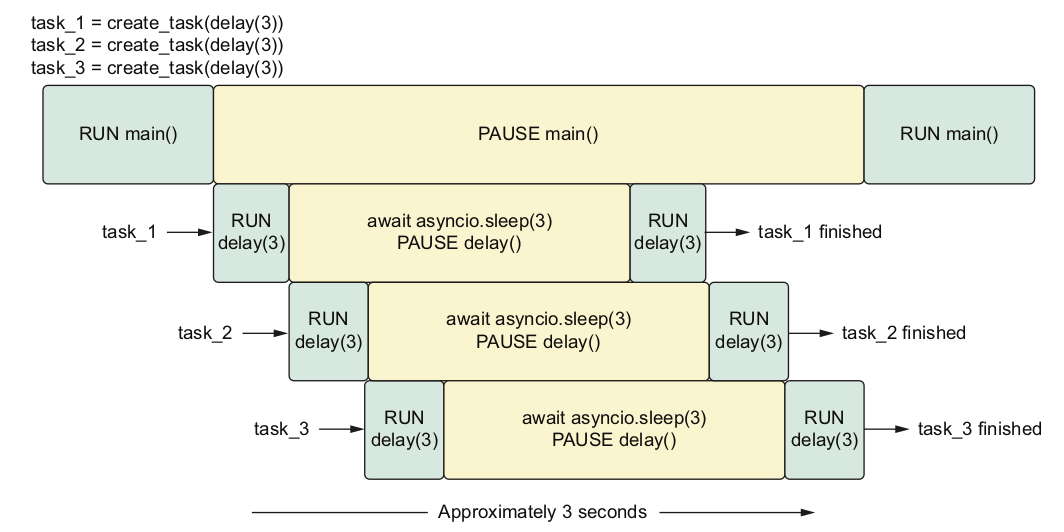 task_1 = create_task(delay(3))
task_2 = create_task(delay(3))
task_3 = create_task(delay(3))
RUN main()
PAUSE main()
RUN main()
task_1
RUN
delay(3)
await asyncio.sleep(3)
PAUSE delay()
RUN
delay(3)
task_1 finished
task_2
RUN
delay(3)
await asyncio.sleep(3)
PAUSE delay()
RUN
delay(3)
task_2 finished
task_3
RUN
delay(3)
await asyncio.sleep(3)
PAUSE delay()
RUN
delay(3)
task_3 finished
Approximately 3 seconds